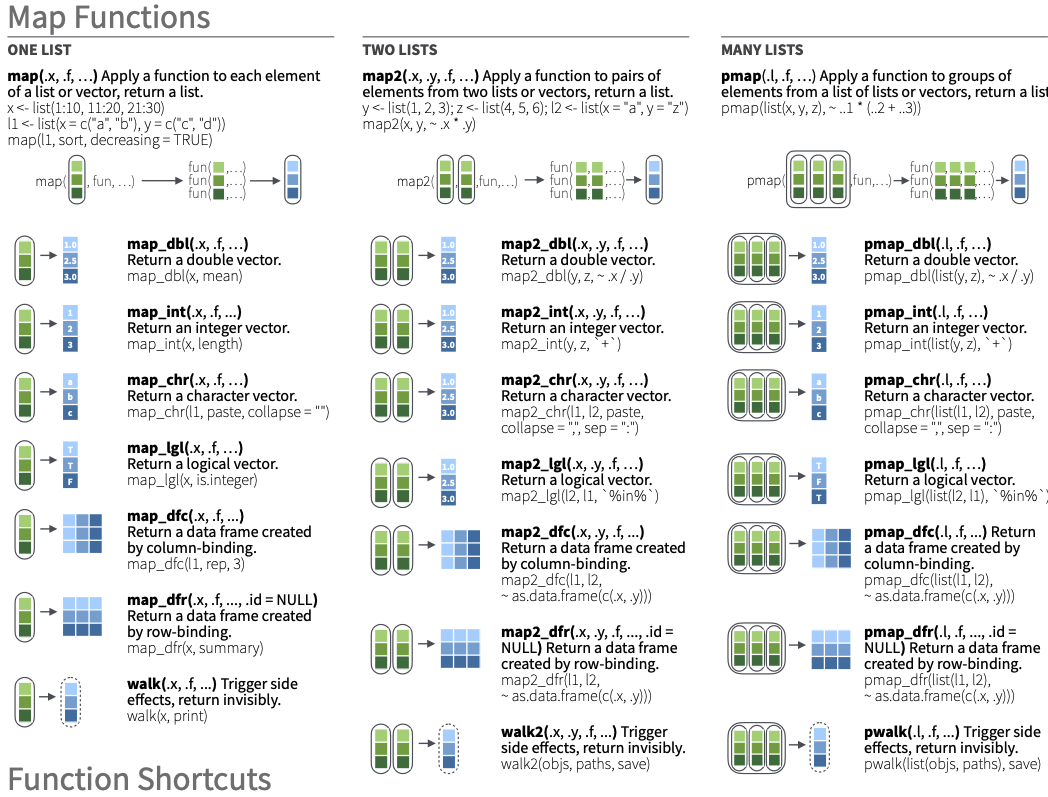 Map Functions
ONE LIST
map(.x, .f, …) Apply a function to each element
of a list or vector, return a list.
x <- list(1:10, 11:20, 21:30)
l1 <- list(x = c("a", "b"), y = c("c", "d"))
map(l1, sort, decreasing = TRUE)
map( , fun, …)
fun( ,…)
fun( ,…)
fun( ,…)
1.0
2.5
3.0
map_dbl(.x, .f, …)
Return a double vector.
map_dbl(x, mean)
1
2
3
map_int(.x, .f, ...)
Return an integer vector.
map_int(x, length)
a
b
c
map_chr(.x, .f, …)
Return a character vector.
map_chr(l1, paste, collapse = "")
T
T
F
map_lgl(.x, .f, …)
Return a logical vector.
map_lgl(x, is.integer)
map_dfc(.x, .f, ...)
Return a data frame created
by column-binding.
map_dfc(l1, rep, 3)
map_dfr(.x, .f, ..., .id = NULL)
Return a data frame created
by row-binding.
map_dfr(x, summary)
walk(.x, .f, ...) Trigger side
effects, return invisibly.
walk(x, print)
TWO LISTS
map2(.x, .y, .f, …) Apply a function to pairs of
elements from two lists or vectors, return a list.
y <- list(1, 2, 3); z <- list(4, 5, 6); l2 <- list(x = "a", y = "z")
map2(x, y, ~ .x * .y)
map2( , ,fun,…)
fun( , ,…)
fun( , ,…)
fun( , ,…)
1.0
2.5
3.0
map2_dbl(.x, .y, .f, …)
Return a double vector.
map2_dbl(y, z, ~ .x / .y)
1.0
2.5
3.0
map2_int(.x, .y, .f, …)
Return an integer vector.
map2_int(y, z, `+`)
1.0
2.5
3.0
map2_chr(.x, .y, .f, …)
Return a character vector.
map2_chr(l1, l2, paste,
collapse = ",", sep = ":")
1.0
2.5
3.0
map2_lgl(.x, .y, .f, …)
Return a logical vector.
map2_lgl(l2, l1, `%in%`)
map2_dfc(.x, .y, .f, ...)
Return a data frame created
by column-binding.
map2_dfc(l1, l2,
~ as.data.frame(c(.x, .y)))
map2_dfr(.x, .y, .f, ..., .id =
NULL) Return a data frame
created by row-binding.
map2_dfr(l1, l2,
~ as.data.frame(c(.x, .y)))
walk2(.x, .y, .f, ...) Trigger
side effects, return invisibly.
walk2(objs, paths, save)
MANY LISTS
pmap(.l, .f, …) Apply a function to groups of
elements from a list of lists or vectors, return a list
pmap(list(x, y, z), ~ ..1 * (..2 + ..3))
pmap( ,fun,…)
fun( , , ,…)
fun( , , ,…)
fun( , , ,…)
1.0
2.5
3.0
pmap_dbl(.l, .f, …)
Return a double vector.
pmap_dbl(list(y, z), ~ .x / .y)
1
2
3
pmap_int(.l, .f, …)
Return an integer vector.
pmap_int(list(y, z), `+`)
a
b
c
pmap_chr(.l, .f, …)
Return a character vector.
pmap_chr(list(l1, l2), paste,
collapse = ",", sep = ":")
T
F
T
pmap_lgl(.l, .f, …)
Return a logical vector.
pmap_lgl(list(l2, l1), `%in%`)
pmap_dfc(.l, .f, ...) Return
a data frame created by
column-binding.
pmap_dfc(list(l1, l2),
~ as.data.frame(c(.x, .y)))
pmap_dfr(.l, .f, ..., .id =
NULL) Return a data frame
created by row-binding.
pmap_dfr(list(l1, l2),
~ as.data.frame(c(.x, .y)))
pwalk(.l, .f, ...) Trigger side
effects, return invisibly.
pwalk(list(objs, paths), save)
Function Shortcuts